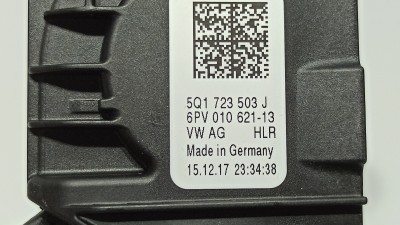 5Q1 723 503 J
6PV 010 621-13
VW AG HLR
Made in Germany
15.12.17 23:34:38